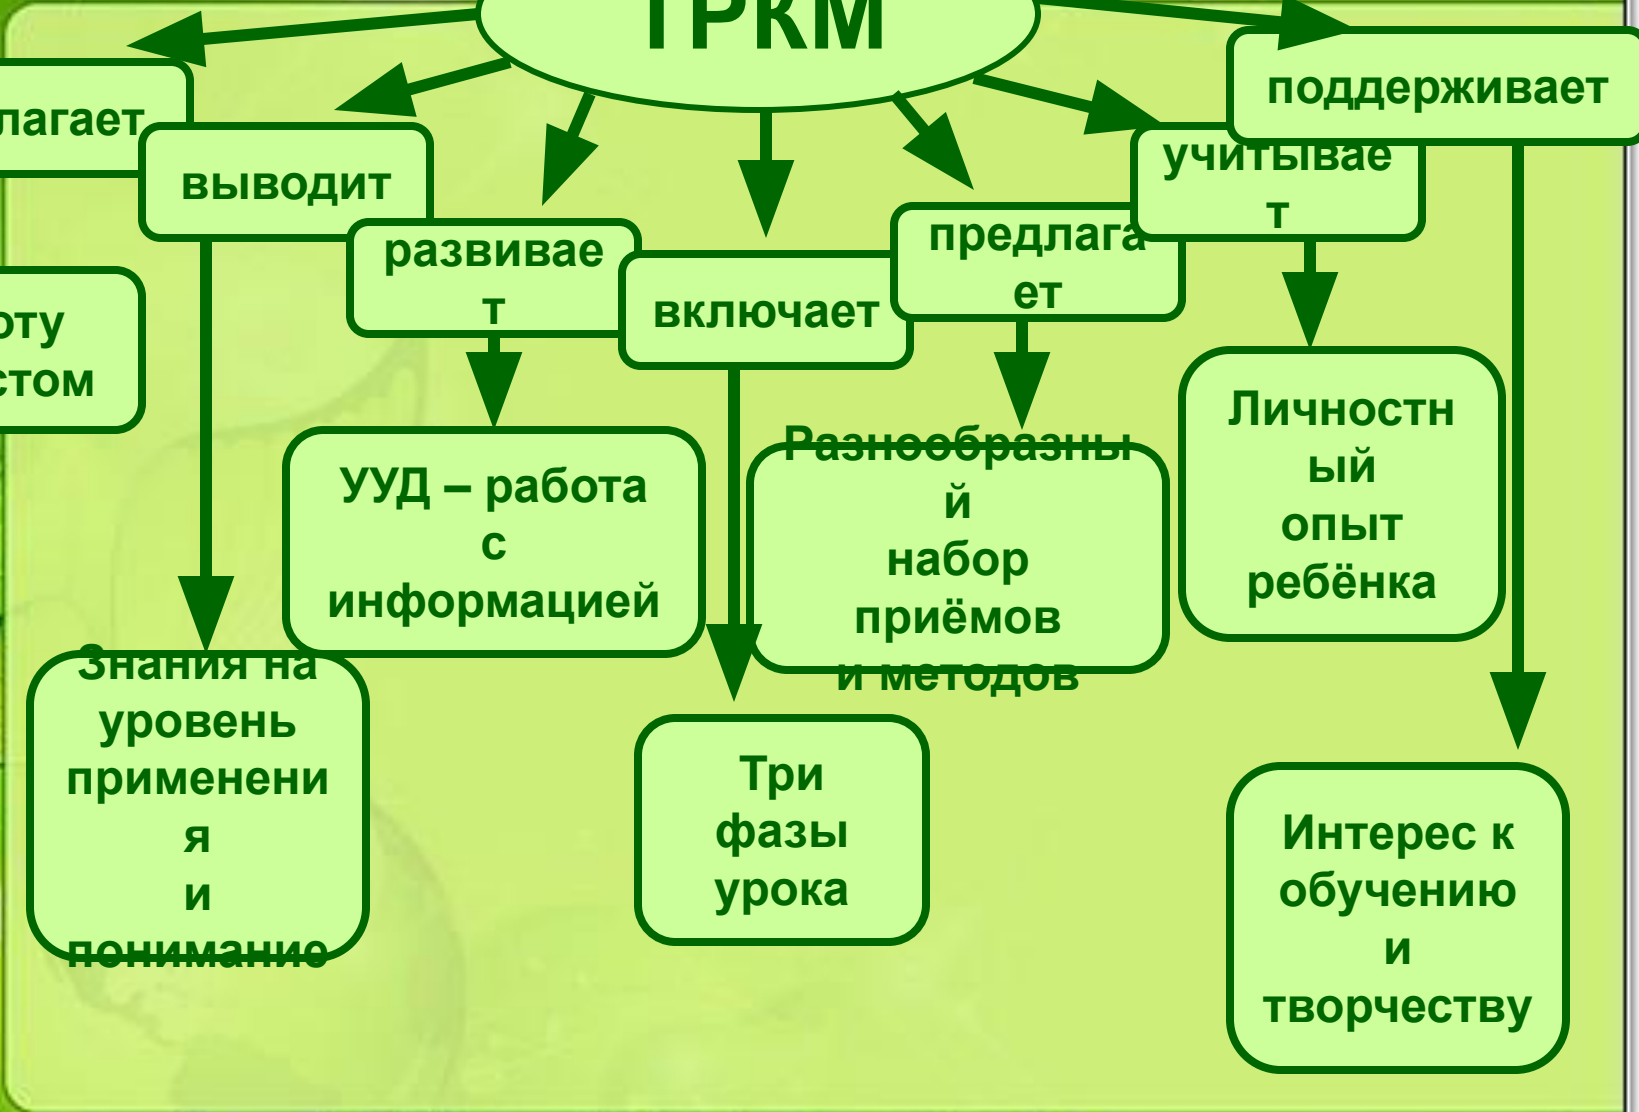 ТРКМ
поддерживает
лагает
выводит
учитывае
т
развивае
т
включает
предлага
ет
оту
стом
УУД – работа
с
информацией
Разнообразны
й
набор
приёмов
и методов
Личностн
ый
опыт
ребёнка
Знания на
уровень
применени
я
и
понимание
Три
фазы
урока
Интерес к
обучению
и
творчеству